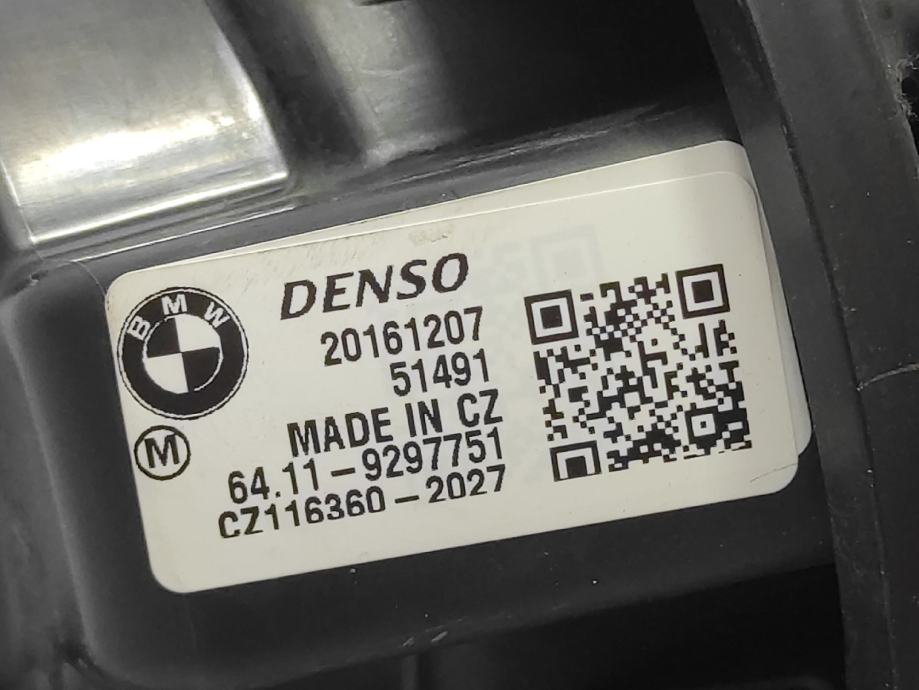 BMW
DENSO
20161207
51491
M
MADE IN CZ
64.11-9297751
CZ116360-2027